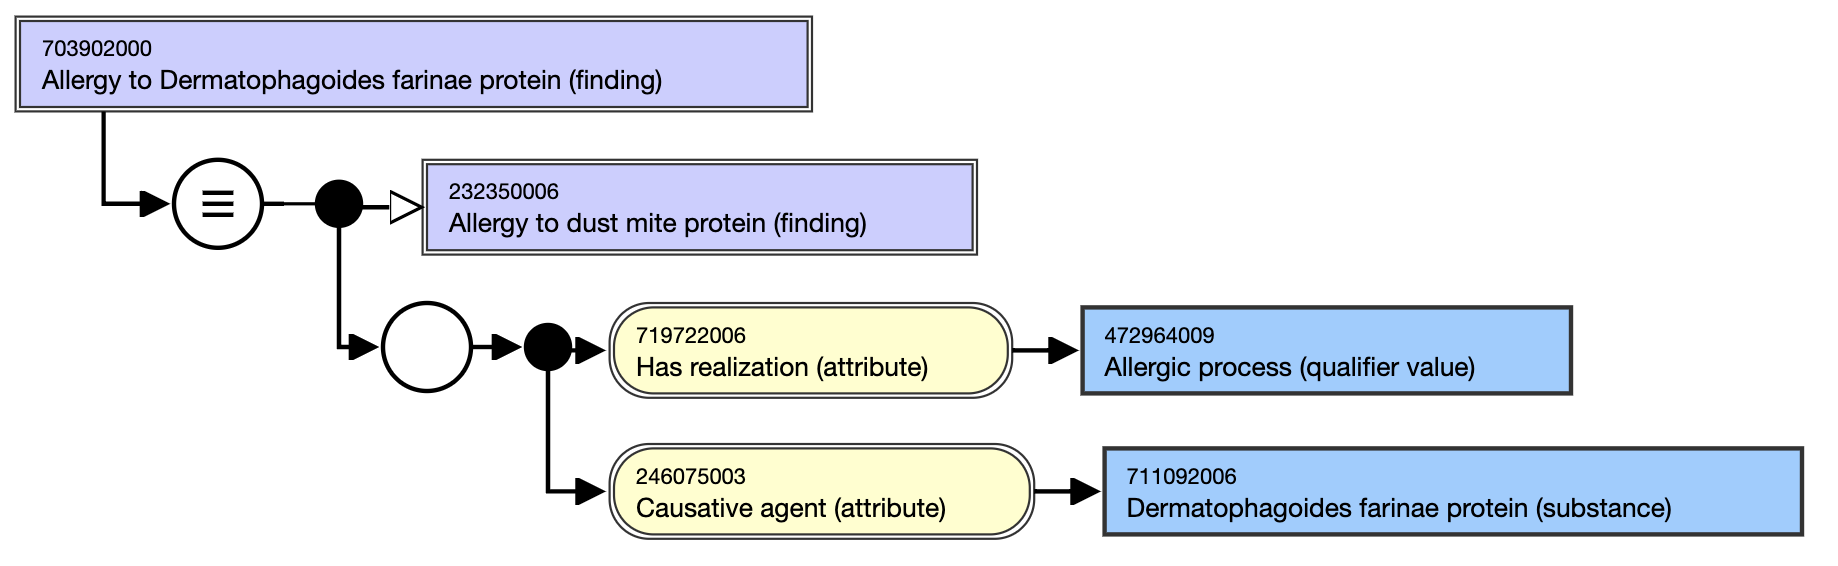 703902000
Allergy to Dermatophagoides farinae protein (finding)
232350006
Allergy to dust mite protein (finding)
719722006
Has realization (attribute)
472964009
Allergic process (qualifier value)
246075003
Causative agent (attribute)
711092006
Dermatophagoides farinae protein (substance)